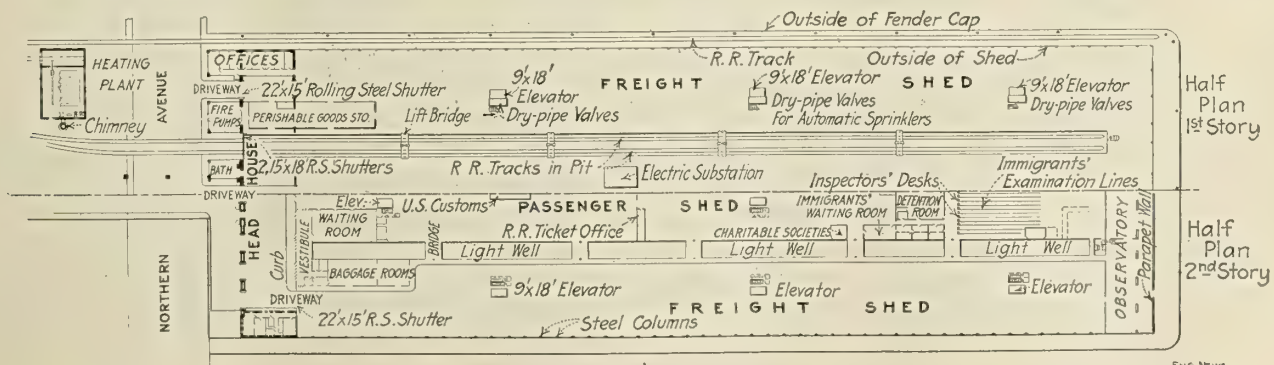 Outside of Fender Cap
R.R. Track
Outside of Shed
HEATING
PLANT
Chimney
AVENUE
OFFICES
DRIVEWAY
22'x15' Rolling Steel Shutter
FIRE
PUMPS
PERISHABLE GOODS STO.
Lift Bridge
9'x18'
Elevator
Dry-pipe Valves
FREIGHT SHED
9'x18' Elevator
Dry-pipe Valves
For Automatic Sprinklers
9'x18' Elevator
Dry-pipe Valves
Half
Plan
1st Story
BATH
HOUSE
2,15'x18' R.S. Shutters
R R. Tracks in Pit
Electric Substation
Immigrants'
Examination Lines
Inspectors' Desks
DRIVEWAY
HEAD
Elev.
U.S. Customs
PASSENGER SHED
IMMIGRANTS'
WAITING ROOM
DETENTION
ROOM
WAITING
ROOM
R.R. Ticket Office
CHARITABLE SOCIETIES
VESTIBULE
BRIDGE
Light Well
Light Well
Light Well
OBSERVATORY
Parapet Wall
Half
Plan
2nd Story
Curb
BAGGAGE ROOMS
NORTHERN
DRIVEWAY
22'x15' R.S. Shutter
9'x18' Elevator
Elevator
Elevator
FREIGHT SHED
Steel Columns
ENG. NEWS